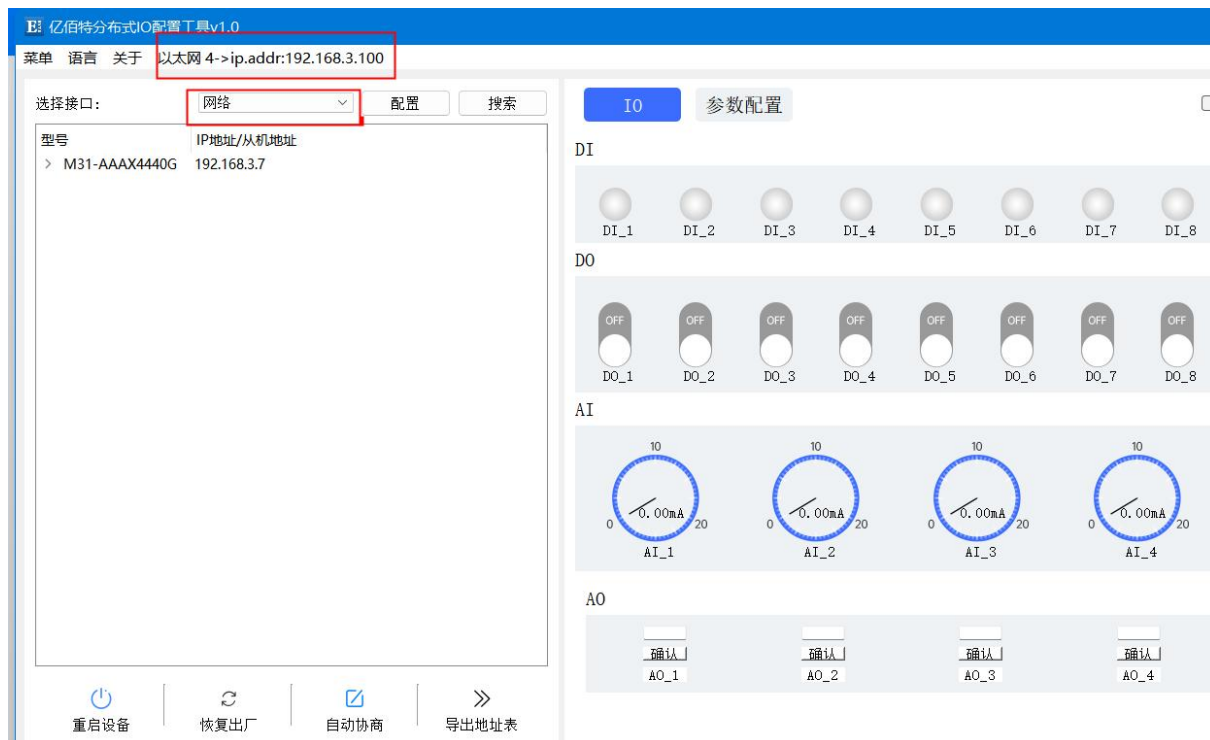 亿佰特分布式IO配置工具v1.0
菜单 语言 关于 以太网 4->ip.addr:192.168.3.100
选择接口: 网络 配置 搜索
型号 IP地址/从机地址
M31-AAAX4440G 192.168.3.7
重启设备 恢复出厂 自动协商 导出地址表
IO 参数配置
DI
DI_1 DI_2 DI_3 DI_4 DI_5 DI_6 DI_7 DI_8
DO
OFF OFF OFF OFF OFF OFF OFF OFF
DO_1 DO_2 DO_3 DO_4 DO_5 DO_6 DO_7 DO_8
AI
10 10 10 10
0.00mA 0.00mA 0.00mA 0.00mA
0 20 0 20 0 20 0 20
AI_1 AI_2 AI_3 AI_4
AO
确认 确认 确认 确认
AO_1 AO_2 AO_3 AO_4